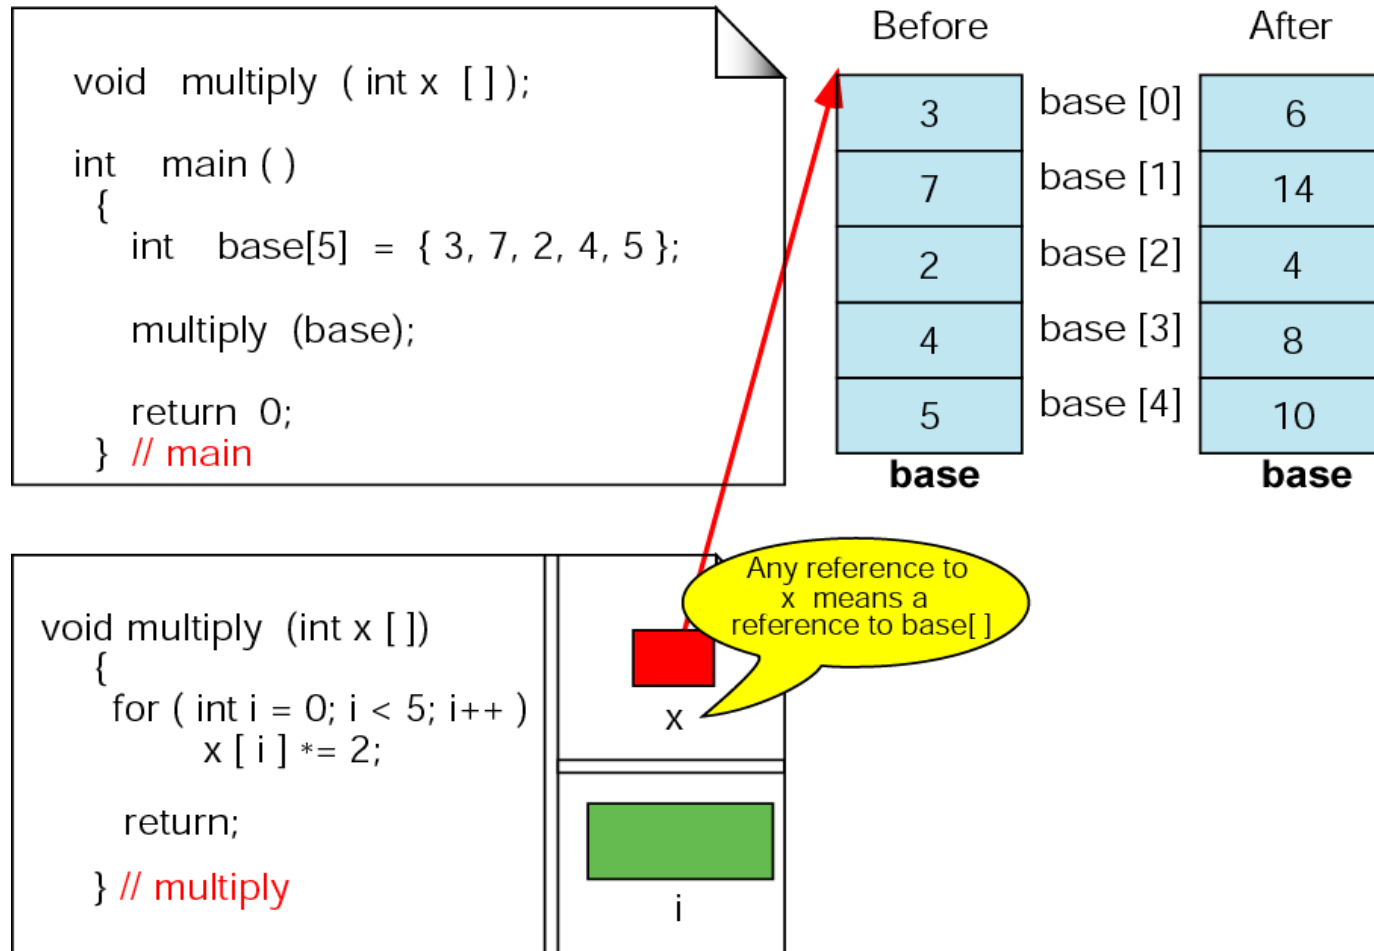 void multiply ( int x [ ] );
int main ( )
{
int base[5] = { 3, 7, 2, 4, 5 };
multiply (base);
return 0;
} // main
Before
After
3
base [0]
6
7
base [1]
14
2
base [2]
4
4
base [3]
8
5
base [4]
10
base
base
void multiply (int x [ ])
{
for ( int i = 0; i < 5; i++ )
x [ i ] *= 2;
return;
} // multiply
Any reference to
x means a
reference to base[ ]
x
i